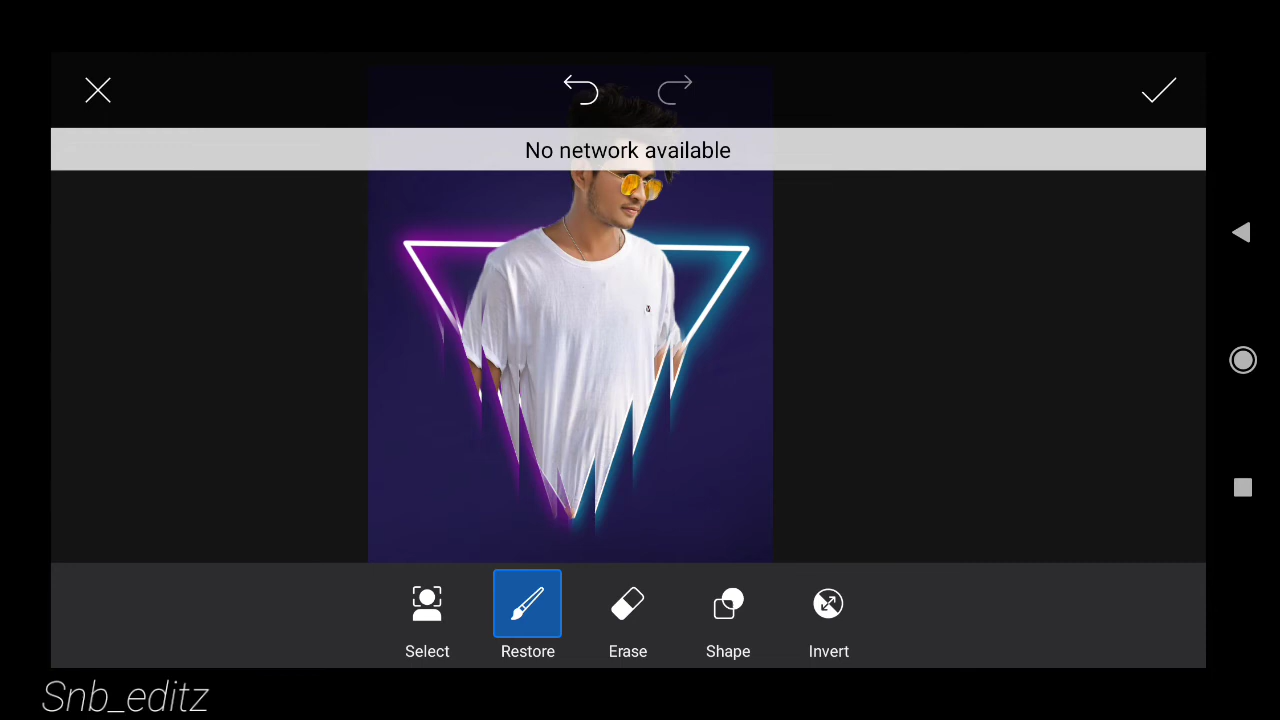 No network available
Select
Restore
Erase
Shape
Invert
Snb_editz